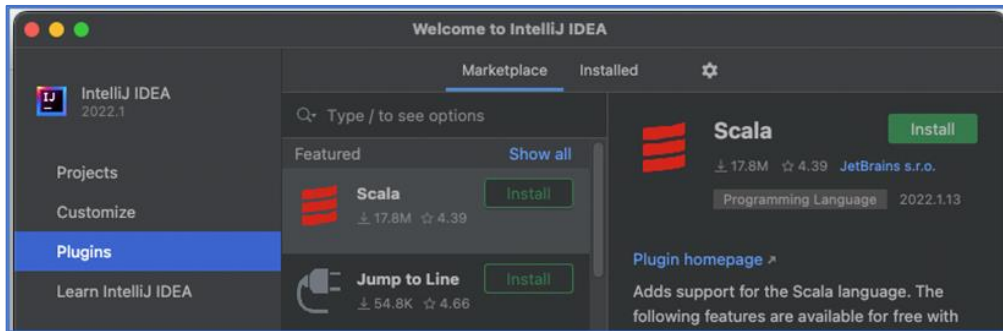 Welcome to IntelliJ IDEA
Marketplace Installed
IJ
IntelliJ IDEA
2022.1
Projects
Customize
Plugins
Learn IntelliJ IDEA
Type / to see options
Featured Show all
Scala Install
17.8M 4.39
Jump to Line Install
54.8K 4.66
Scala Install
17.8M 4.39 JetBrains s.r.o.
Programming Language 2022.1.13
Plugin homepage
Adds support for the Scala language. The
following features are available for free with